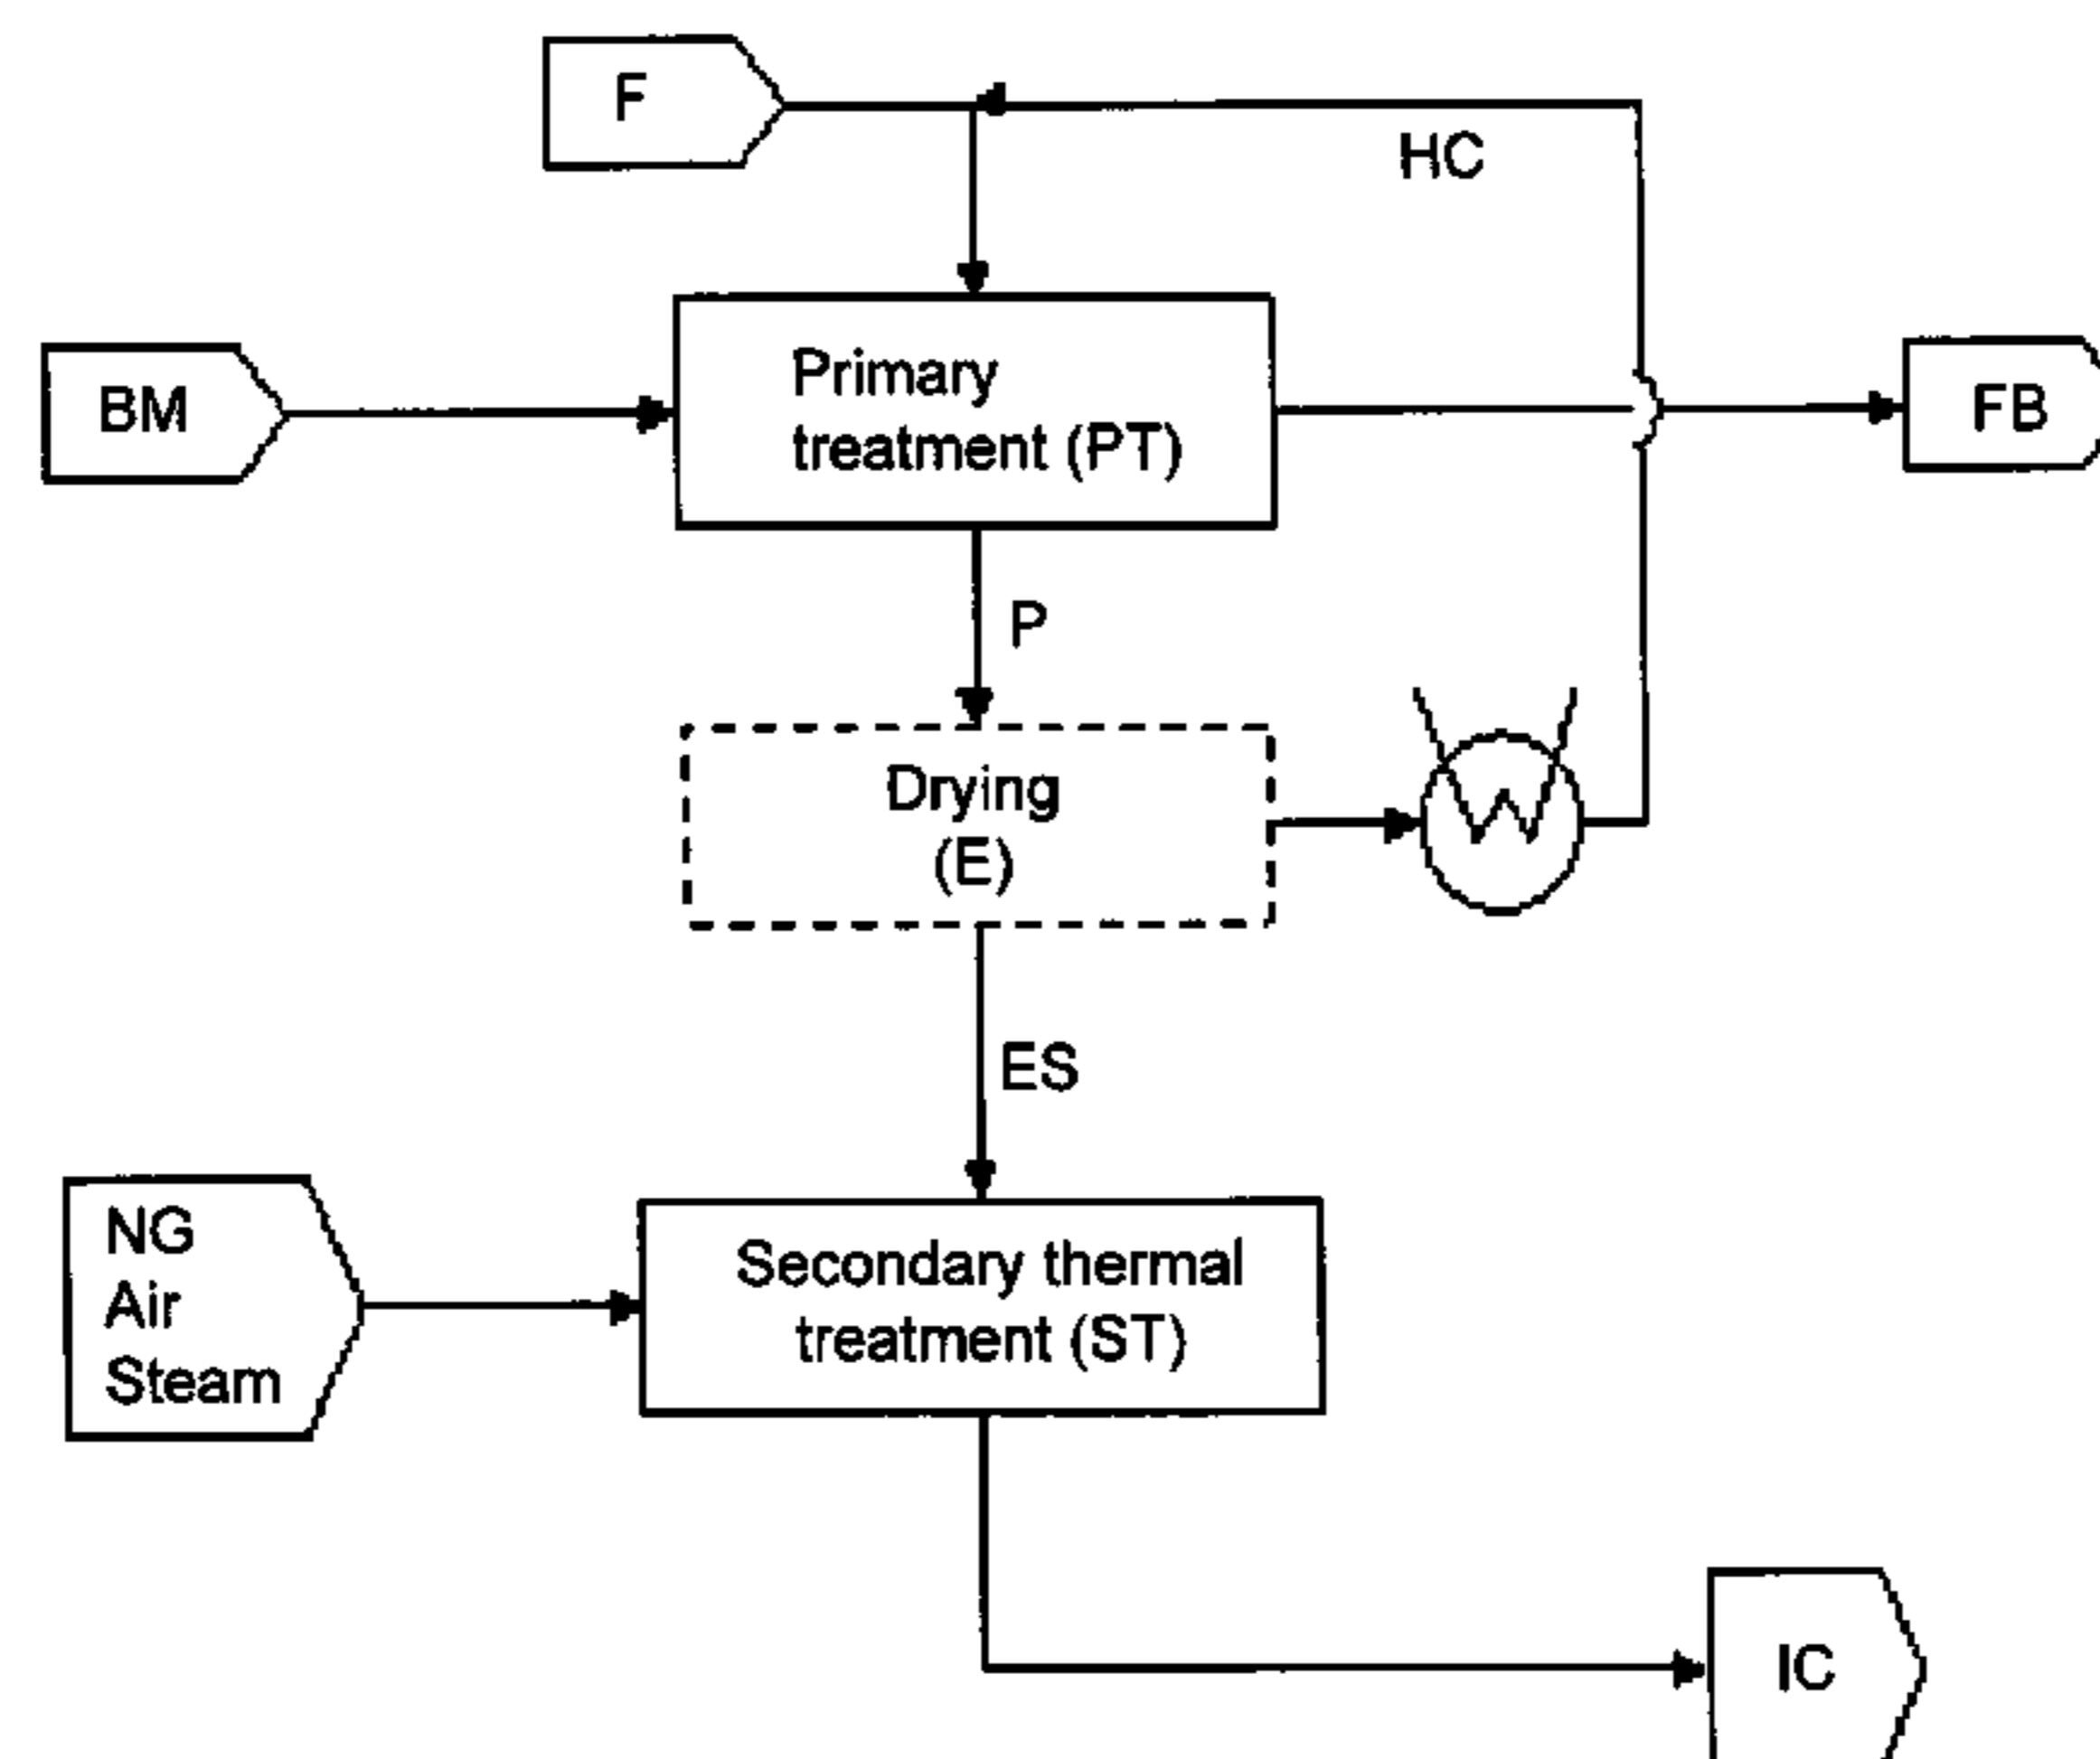 F
HC
BM
Primary
treatment (PT)
FB
P
Drying
(E)
ES
NG
Air
Steam
Secondary thermal
treatment (ST)
IC